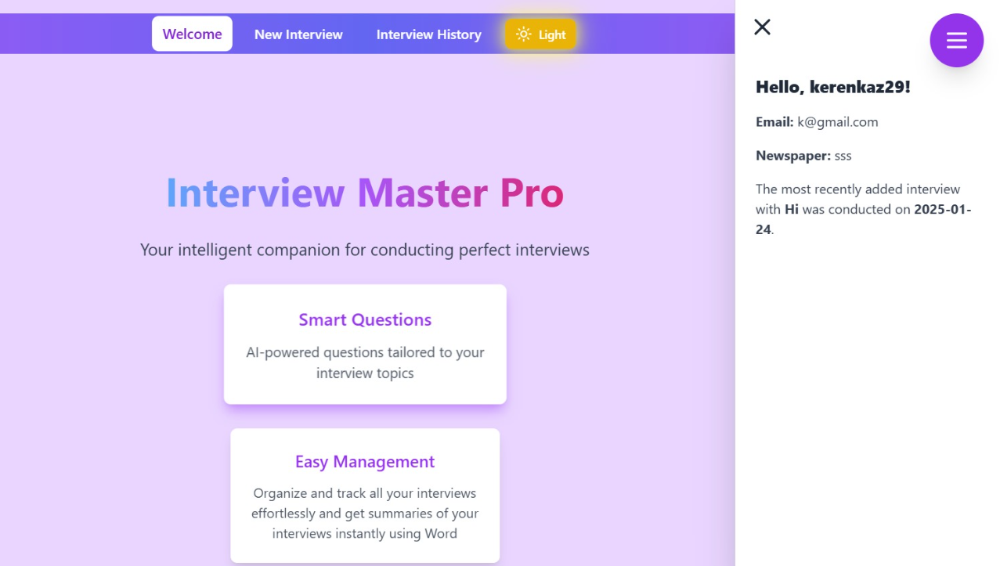 Welcome
New Interview
Interview History
Light
Interview Master Pro
Your intelligent companion for conducting perfect interviews
Smart Questions
AI-powered questions tailored to your
interview topics
Easy Management
Organize and track all your interviews
effortlessly and get summaries of your
interviews instantly using Word
Hello, kerenkaz29!
Email: k@gmail.com
Newspaper: sss
The most recently added interview
with Hi was conducted on 2025-01-
24.